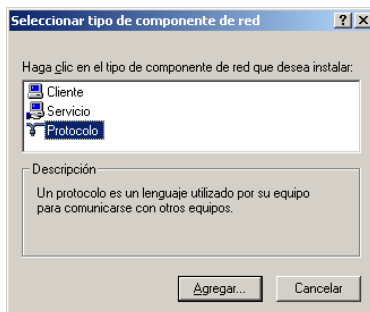 Seleccionar tipo de componente de red
Haga clic en el tipo de componente de red que desea instalar:
Cliente
Servicio
Protocolo
Descripción
Un protocolo es un lenguaje utilizado por su equipo
para comunicarse con otros equipos.
Agregar... Cancelar